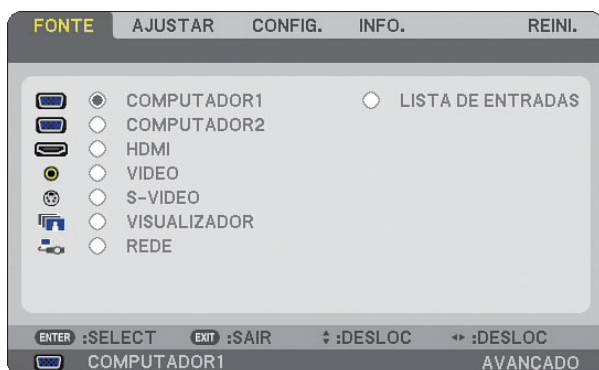 FONTE AJUSTAR CONFIG. INFO. REINI.
COMPUTADOR1 LISTA DE ENTRADAS
COMPUTADOR2
HDMI
VIDEO
S-VIDEO
VISUALIZADOR
REDE
ENTER :SELECT EXIT :SAIR :DESLOC :DESLOC
COMPUTADOR1 AVANÇADO